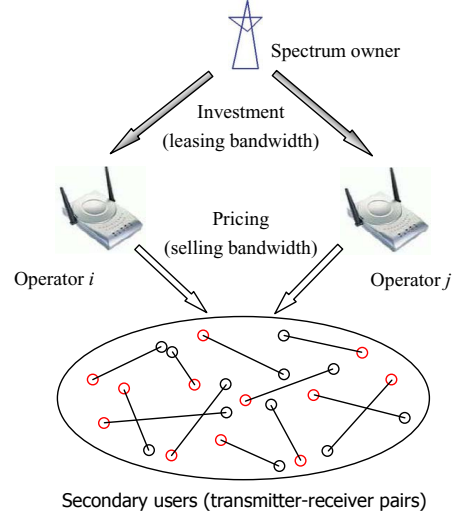 Spectrum owner
Investment
(leasing bandwidth)
Pricing
(selling bandwidth)
Operator i
Operator j
Secondary users (transmitter-receiver pairs)